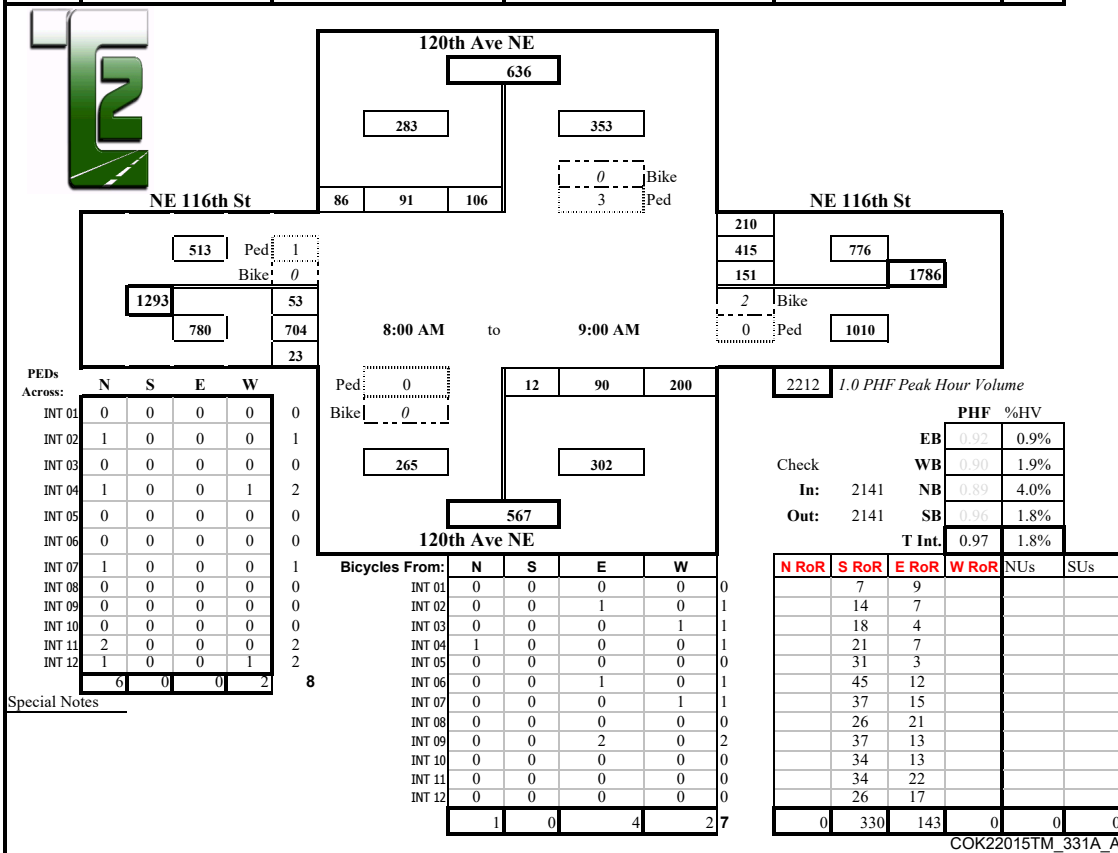 T2
120th Ave NE
636
283 353
0 Bike
3 Ped
NE 116th St 86 91 106 NE 116th St
210
513 Ped 1 415 776
Bike 0 151 1786
1293 53 2 Bike
780 704 8:00 AM to 9:00 AM 0 Ped 1010
23
PEDs
Across: N S E W Ped 0 12 90 200 2212 1.0 PHF Peak Hour Volume
INT 01 0 0 0 0 0 Bike 0 PHF %HV
INT 02 1 0 0 0 1 EB 0.92 0.9%
INT 03 0 0 0 0 0 265 302 Check WB 0.90 1.9%
INT 04 1 0 0 1 2 In: 2141 NB 0.89 4.0%
INT 05 0 0 0 0 0 567 Out: 2141 SB 0.96 1.8%
INT 06 0 0 0 0 0 120th Ave NE T Int. 0.97 1.8%
INT 07 1 0 0 0 1 Bicycles From: N S E W N RoR S RoR E RoR W RoR NUs SUs
INT 08 0 0 0 0 0 INT 01 0 0 0 0 0 7 9
INT 09 0 0 0 0 0 INT 02 0 0 1 0 1 14 7
INT 10 0 0 0 0 0 INT 03 0 0 0 1 1 18 4
INT 11 2 0 0 0 2 INT 04 1 0 0 0 1 21 7
INT 12 1 0 0 1 2 INT 05 0 0 0 0 0 31 3
6 0 0 2 8 INT 06 0 0 1 0 1 45 12
Special Notes INT 07 0 0 0 1 1 37 15
INT 08 0 0 0 0 0 26 21
INT 09 0 0 2 0 2 37 13
INT 10 0 0 0 0 0 34 13
INT 11 0 0 0 0 0 34 22
INT 12 0 0 0 0 0 26 17
1 0 4 2 7 0 330 143 0 0 0
COK22015TM_331A_A